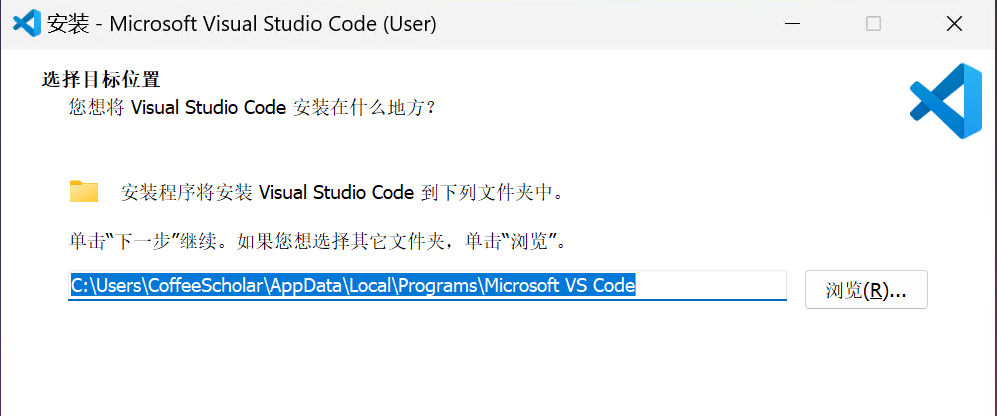 安装 - Microsoft Visual Studio Code (User)
选择目标位置
您想将 Visual Studio Code 安装在什么地方？
安装程序将安装 Visual Studio Code 到下列文件夹中。
单击“下一步”继续。如果您想选择其它文件夹，单击“浏览”。
C:\Users\CoffeeScholar\AppData\Local\Programs\Microsoft VS Code
浏览(R)...